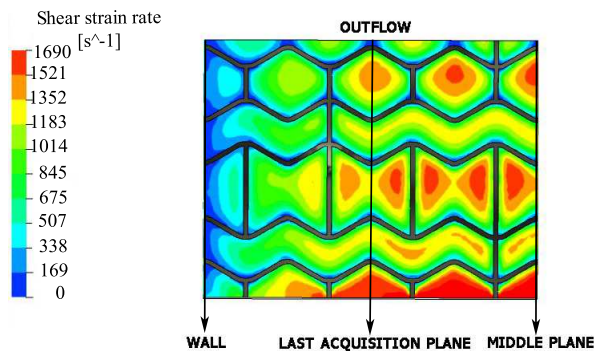 Shear strain rate
[s^-1]
OUTFLOW
1690
1521
1352
1183
1014
845
675
507
338
169
0
WALL
LAST ACQUISITION PLANE
MIDDLE PLANE